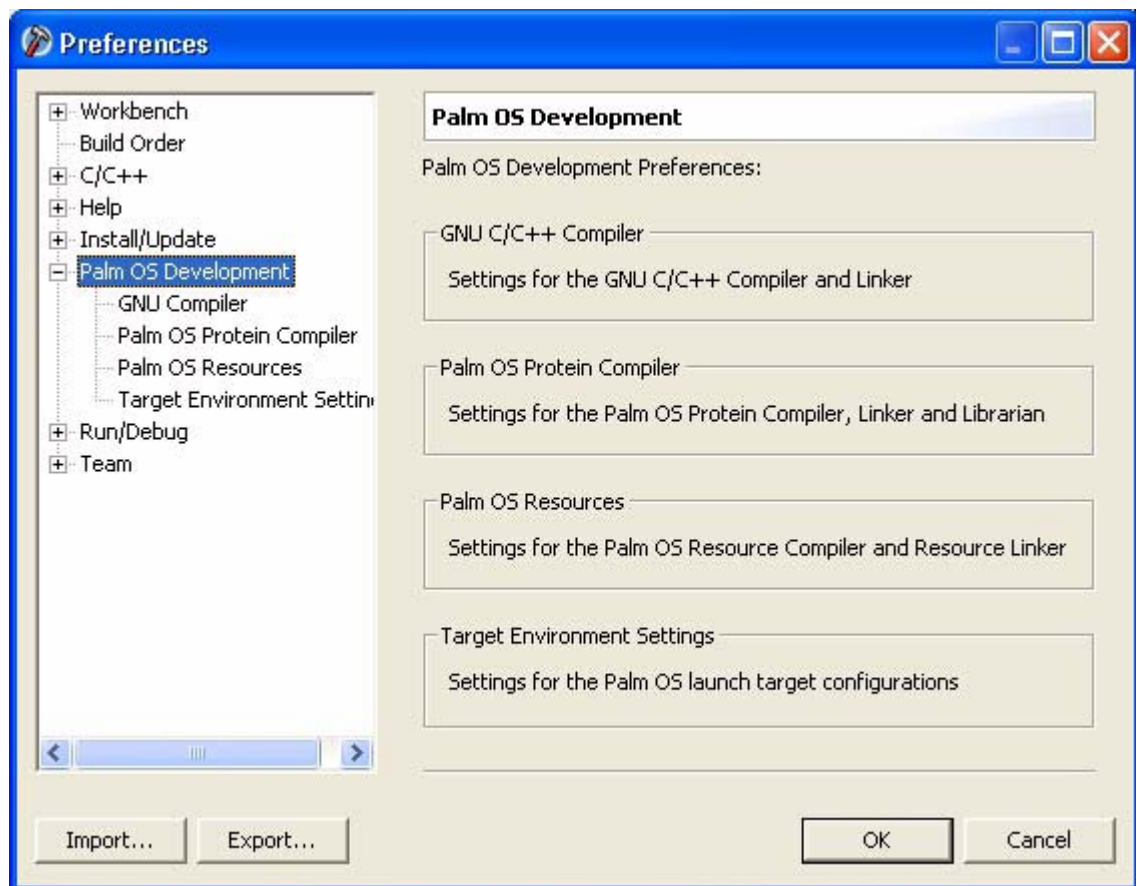 Preferences
Workbench
Build Order
C/C++
Help
Install/Update
Palm OS Development
GNU Compiler
Palm OS Protein Compiler
Palm OS Resources
Target Environment Settin
Run/Debug
Team
Palm OS Development
Palm OS Development Preferences:
GNU C/C++ Compiler
Settings for the GNU C/C++ Compiler and Linker
Palm OS Protein Compiler
Settings for the Palm OS Protein Compiler, Linker and Librarian
Palm OS Resources
Settings for the Palm OS Resource Compiler and Resource Linker
Target Environment Settings
Settings for the Palm OS launch target configurations
Import...
Export...
OK
Cancel